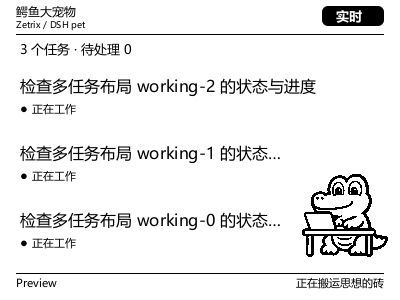 鳄鱼大宠物
Zetrix / DSH pet
实时
3 个任务 · 待处理 0
检查多任务布局 working-2 的状态与进度
● 正在工作
检查多任务布局 working-1 的状态...
● 正在工作
检查多任务布局 working-0 的状态...
● 正在工作
Preview
正在搬运思想的砖